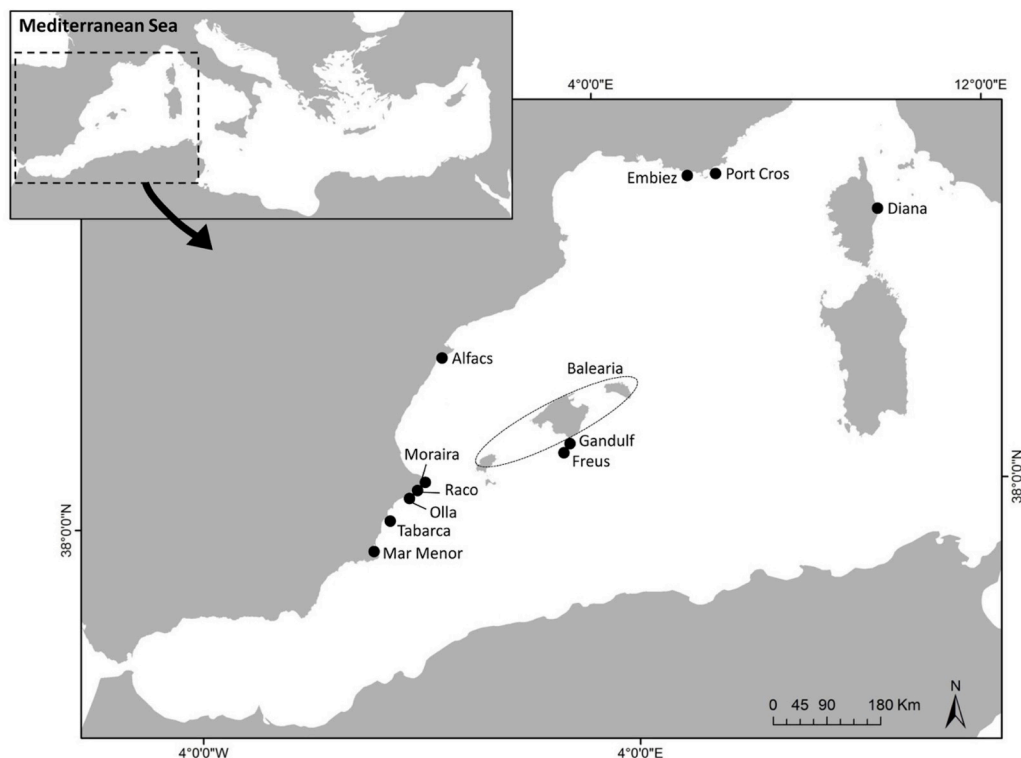 Mediterranean Sea
4°0'0"E
12°0'0"E
Embiez
Port Cros
Diana
Alfacs
Balearia
Gandulf
Freus
Moraira
Raco
Olla
Tabarca
Mar Menor
38°0'0"N
38°0'0"N
0 45 90 180 Km
N
4°0'0"W
4°0'0"E